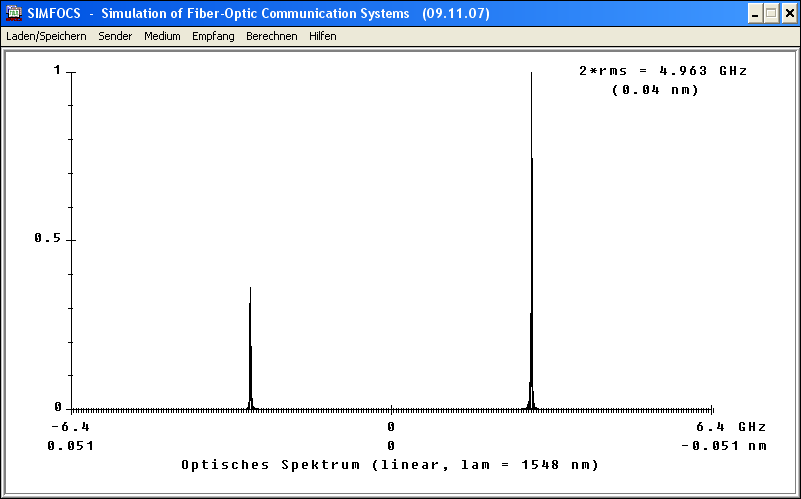 SIMFOCS - Simulation of Fiber-Optic Communication Systems (09.11.07)
Laden/Speichern Sender Medium Empfang Berechnen Hilfen
1
2*rms = 4.963 GHz
(0.04 nm)
0.5
0
-6.4 0 6.4 GHz
0.051 0 -0.051 nm
Optisches Spektrum (linear, lam = 1548 nm)